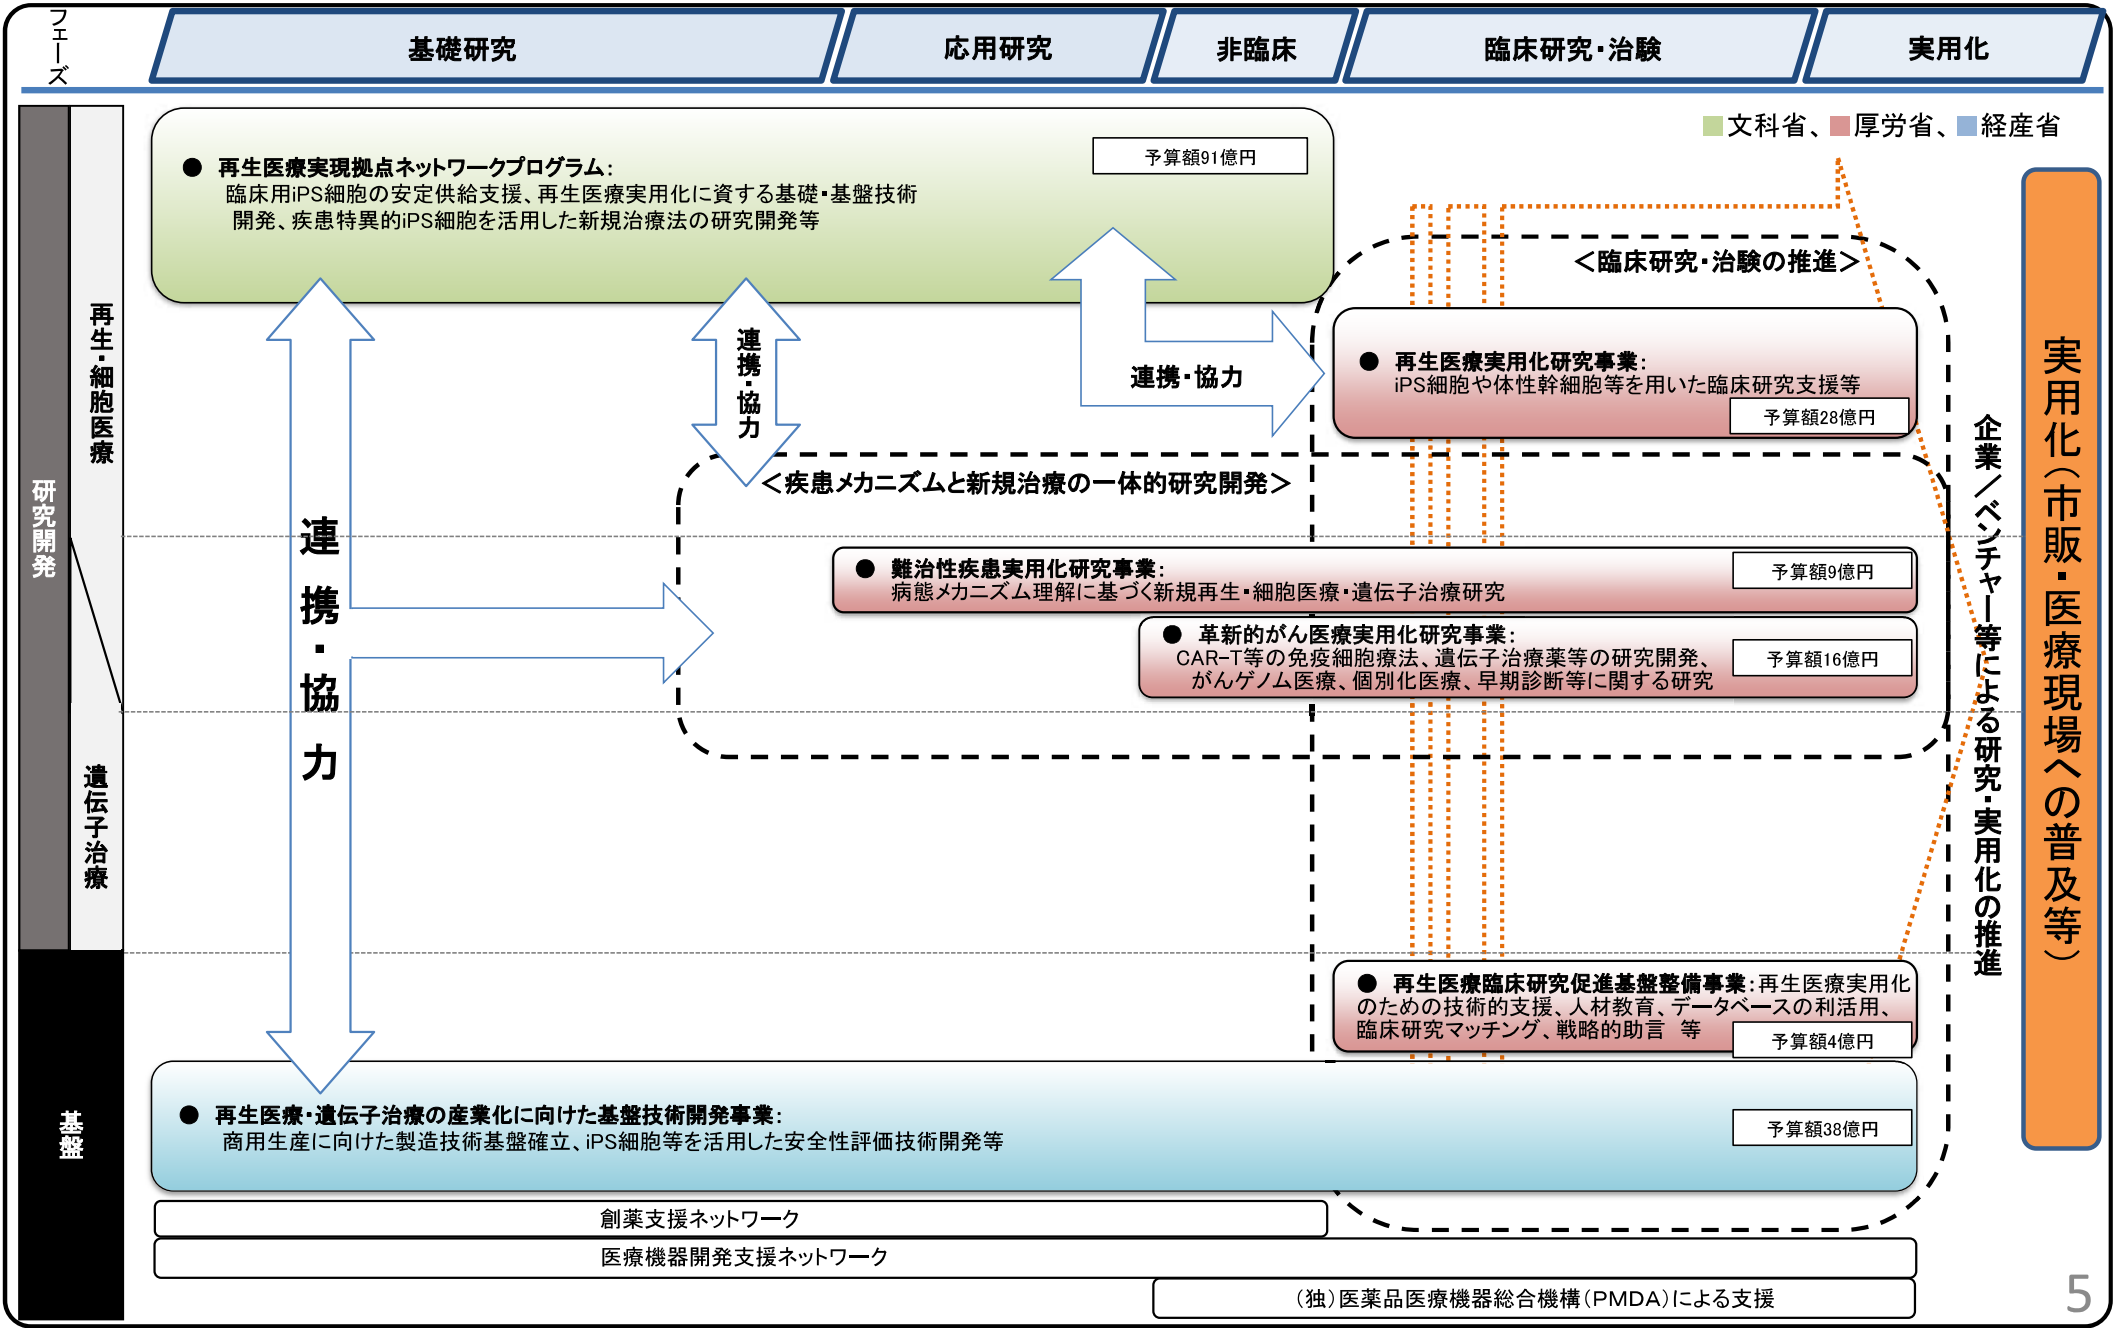 フェーズ
基礎研究
応用研究
非臨床
臨床研究・治験
実用化
文科省、厚労省、経産省
研究開発
再生・細胞医療
遺伝子治療
基盤
● 再生医療実現拠点ネットワークプログラム：
臨床用iPS細胞の安定供給支援、再生医療実用化に資する基礎・基盤技術
開発、疾患特異的iPS細胞を活用した新規治療法の研究開発等
予算額91億円
＜臨床研究・治験の推進＞
連携・協力
連携・協力
連携・協力
● 再生医療実用化研究事業：
iPS細胞や体性幹細胞等を用いた臨床研究支援等
予算額28億円
＜疾患メカニズムと新規治療の一体的研究開発＞
● 難治性疾患実用化研究事業：
病態メカニズム理解に基づく新規再生・細胞医療・遺伝子治療研究
予算額9億円
● 革新的がん医療実用化研究事業：
CAR-T等の免疫細胞療法、遺伝子治療薬等の研究開発、
がんゲノム医療、個別化医療、早期診断等に関する研究
予算額16億円
企業／ベンチャー等による研究・実用化の推進
実用化（市販・医療現場への普及等）
● 再生医療臨床研究促進基盤整備事業：再生医療実用化
のための技術的支援、人材教育、データベースの利活用、
臨床研究マッチング、戦略的助言　等
予算額4億円
● 再生医療・遺伝子治療の産業化に向けた基盤技術開発事業：
商用生産に向けた製造技術基盤確立、iPS細胞等を活用した安全性評価技術開発等
予算額38億円
創薬支援ネットワーク
医療機器開発支援ネットワーク
（独）医薬品医療機器総合機構（PMDA）による支援
5